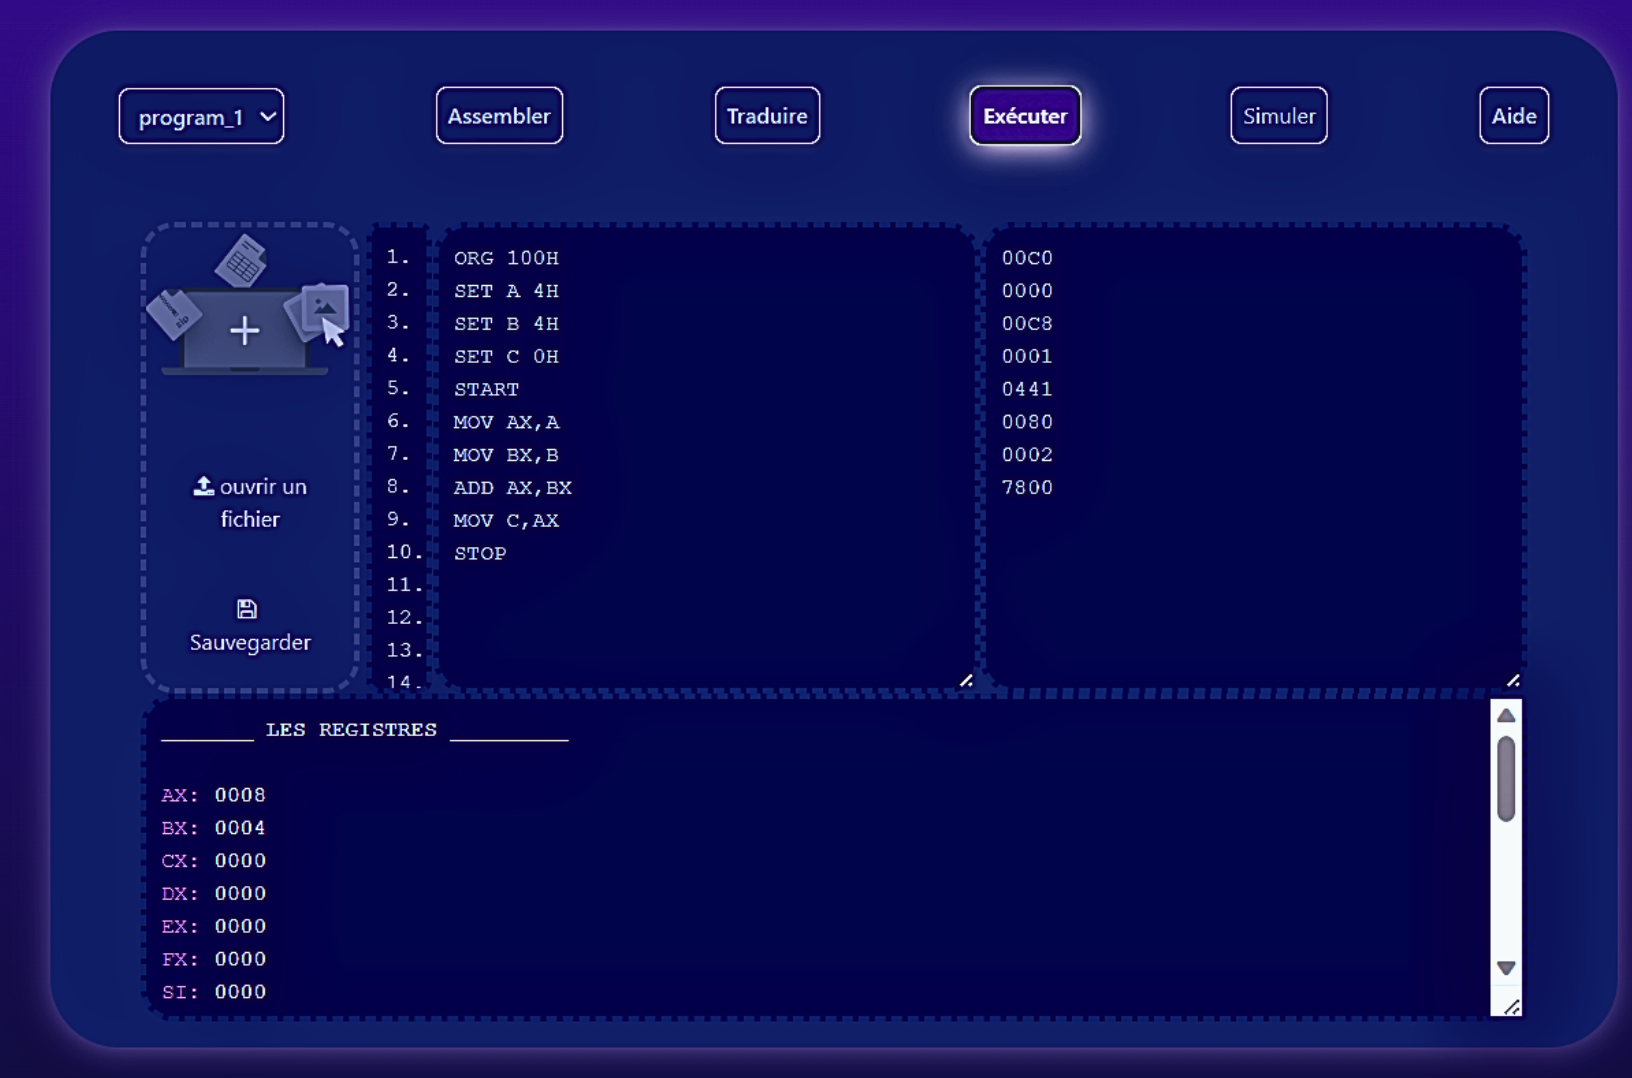 program_1
Assembler
Traduire
Exécuter
Simuler
Aide
zip
ouvrir un
fichier
Sauvegarder
1. ORG 100H
2. SET A 4H
3. SET B 4H
4. SET C 0H
5. START
6. MOV AX,A
7. MOV BX,B
8. ADD AX,BX
9. MOV C,AX
10. STOP
11.
12.
13.
14.
00C0
0000
00C8
0001
0441
0080
0002
7800
_______ LES REGISTRES _________
AX: 0008
BX: 0004
CX: 0000
DX: 0000
EX: 0000
FX: 0000
SI: 0000